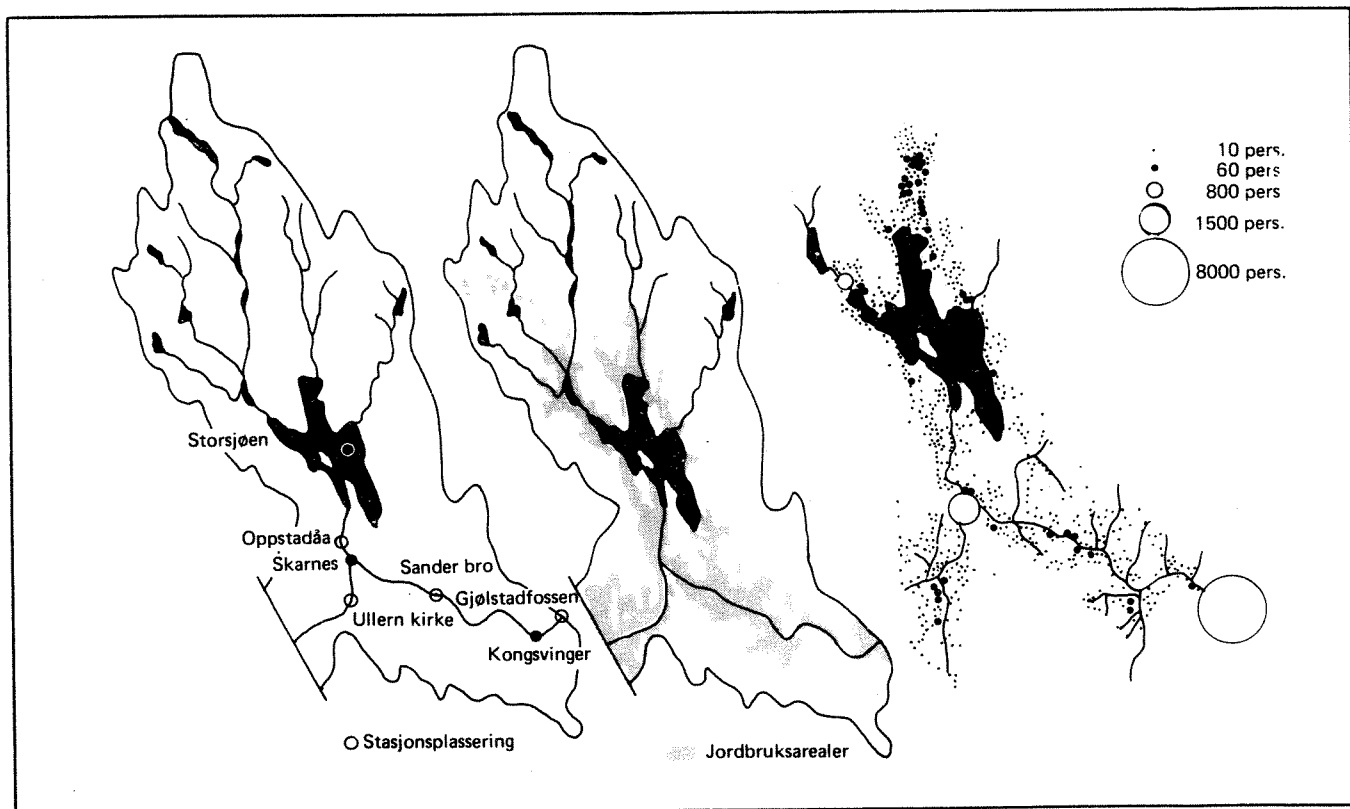 10 pers.
60 pers
800 pers
1500 pers.
8000 pers.
Storsjøen
Oppstadåa
Skarnes
Sander bro
Gjølstadfossen
Ullern kirke
Kongsvinger
Stasjonsplassering
Jordbruksarealer